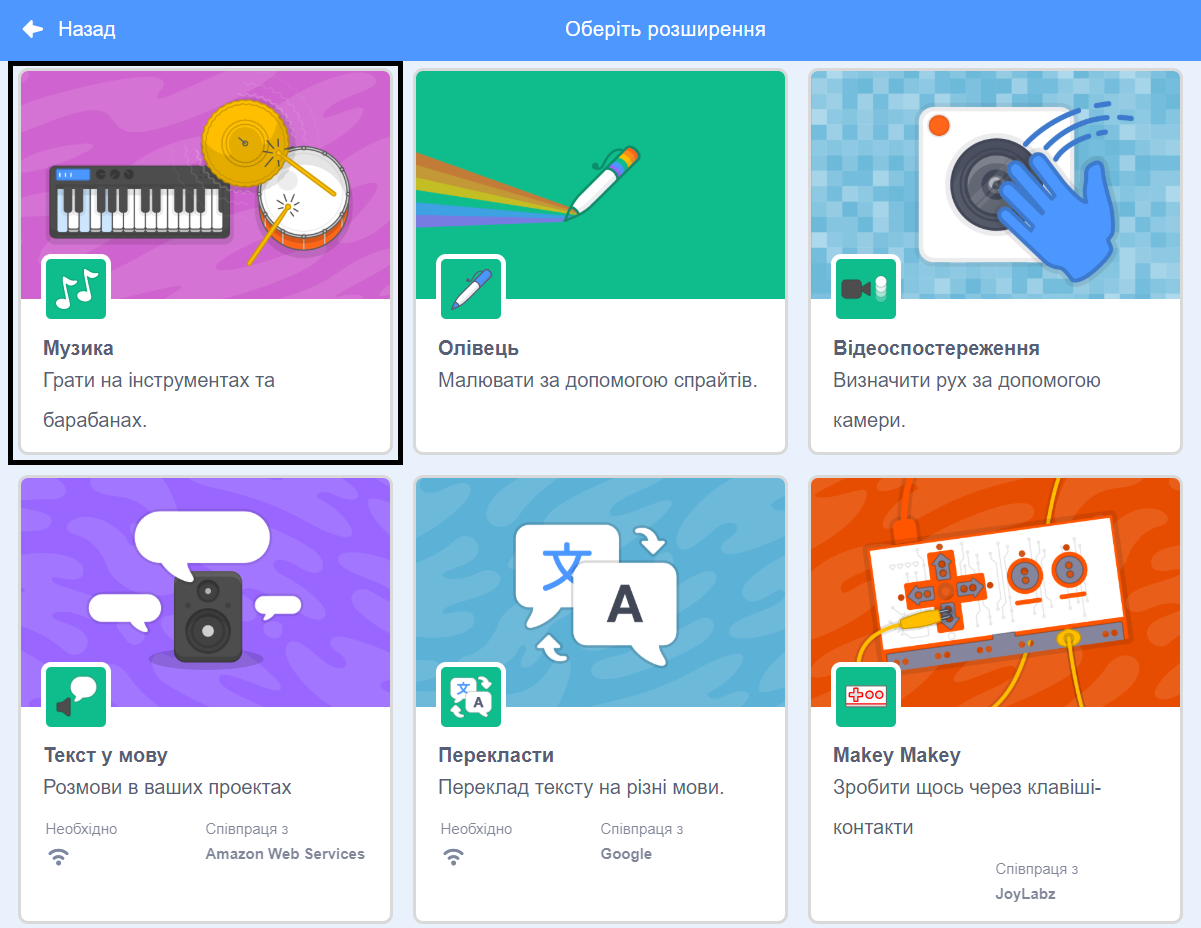 Назад
Оберіть розширення
Музика
Грати на інструментах та
барабанах.
Олівець
Малювати за допомогою спрайтів.
Відеоспостереження
Визначити рух за допомогою
камери.
文
A
文
A
Текст у мову
Розмови в ваших проектах
Необхідно
Співпраця з
Amazon Web Services
Перекласти
Переклад тексту на різні мови.
Необхідно
Співпраця з
Google
Makey Makey
Зробити щось через клавіші-
контакти
Співпраця з
JoyLabz